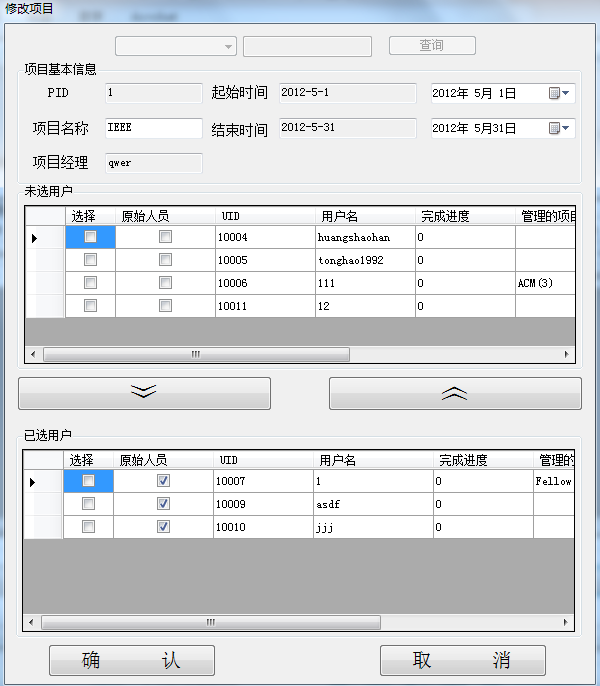 修改项目
查询
项目基本信息
PID 1 起始时间 2012-5-1 2012年 5月 1日
项目名称 IEEE 结束时间 2012-5-31 2012年 5月31日
项目经理 qwer
未选用户
选择 原始人员 UID 用户名 完成进度 管理的项目
10004 huangshaohan 0
10005 tonghao1992 0
10006 111 0 ACM(3)
10011 12 0
已选用户
选择 原始人员 UID 用户名 完成进度 管理的
10007 1 0 Fellow
10009 asdf 0
10010 jjj 0
确 认 取 消